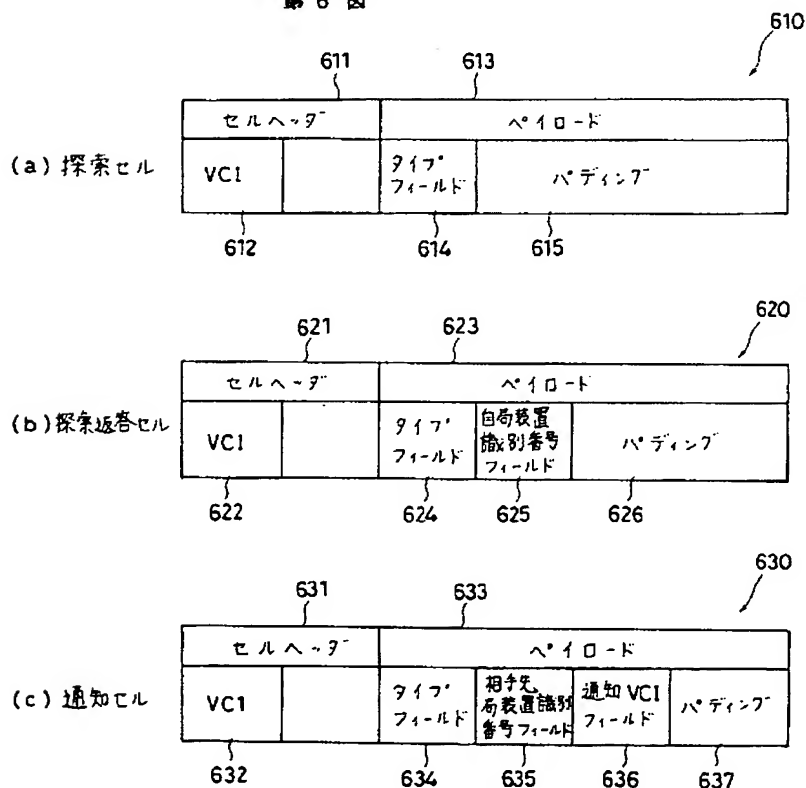 第 6 図
610
611 613
セルヘッダ ペイロード
(a) 探索セル VCI タイプ フィールド パディング
612 614 615
620
621 623
セルヘッダ ペイロード
(b) 探索返答セル VCI タイプ フィールド 自局装置 識別番号 フィールド パディング
622 624 625 626
630
631 633
セルヘッダ ペイロード
(c) 通知セル VCI タイプ フィールド 相手先 局装置識別 番号フィールド 通知 VCI フィールド パディング
632 634 635 636 637